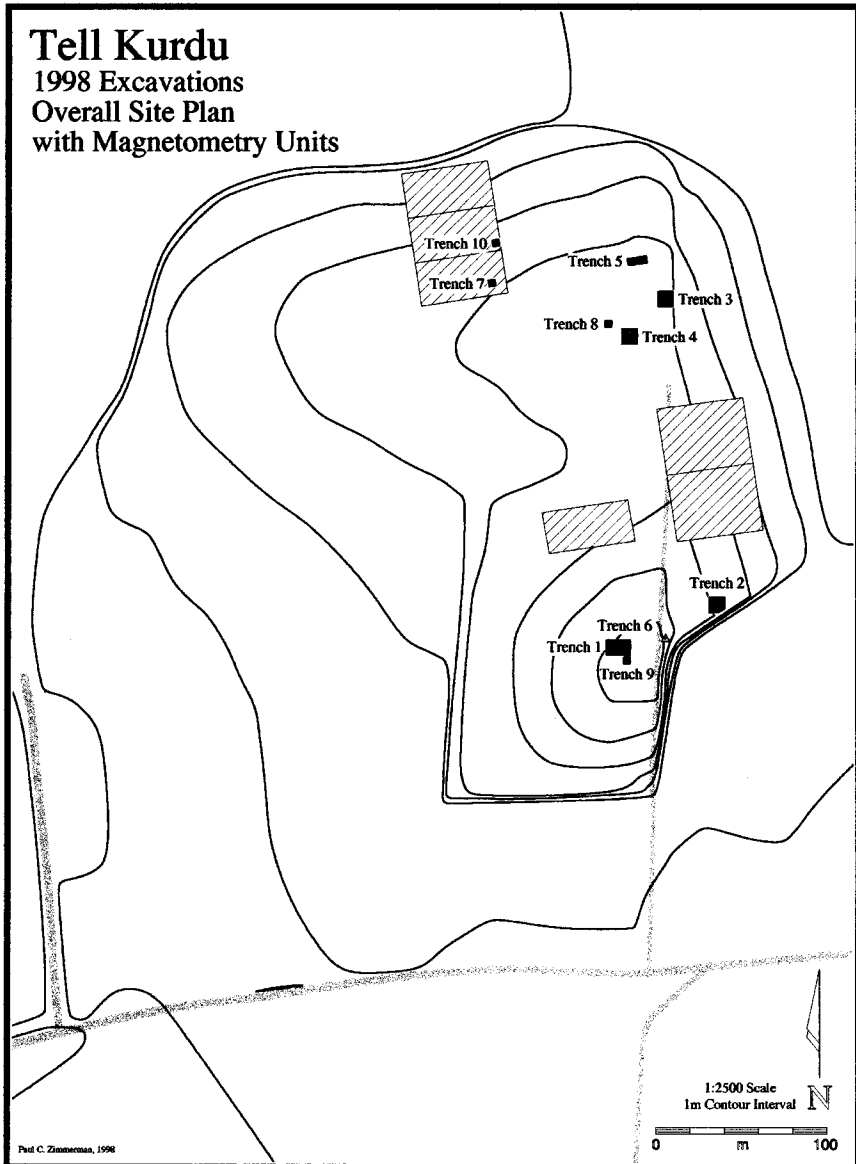 Tell Kurdu
1998 Excavations
Overall Site Plan
with Magnetometry Units
Trench 10
Trench 5
Trench 7
Trench 3
Trench 8
Trench 4
Trench 2
Trench 6
Trench 1
Trench 9
1:2500 Scale
1m Contour Interval
N
0 m 100
Paul C. Zimmerman, 1998